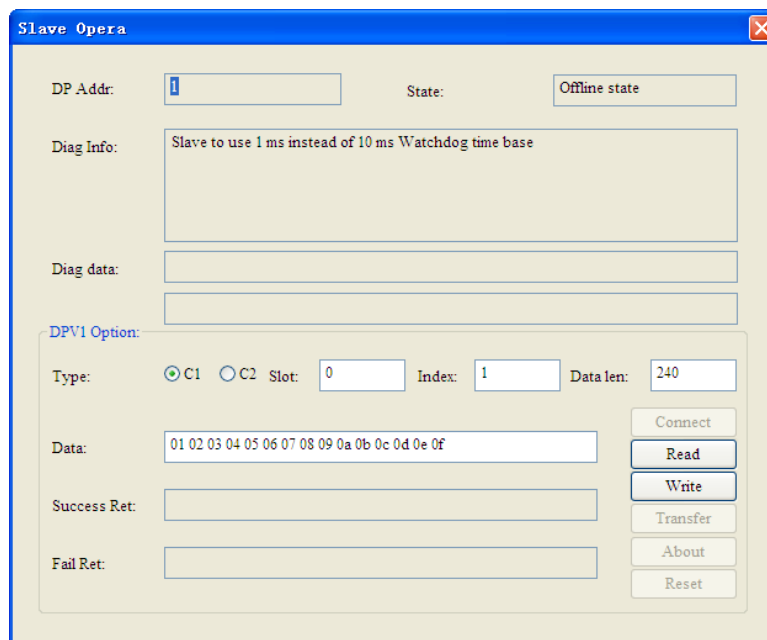 Slave Opera
DP Addr: 1 State: Offline state
Diag Info: Slave to use 1 ms instead of 10 ms Watchdog time base
Diag data:
DPV1 Option:
Type: C1 C2 Slot: 0 Index: 1 Data len: 240
Connect
Data: 01 02 03 04 05 06 07 08 09 0a 0b 0c 0d 0e 0f
Read
Write
Success Ret:
Transfer
About
Fail Ret:
Reset